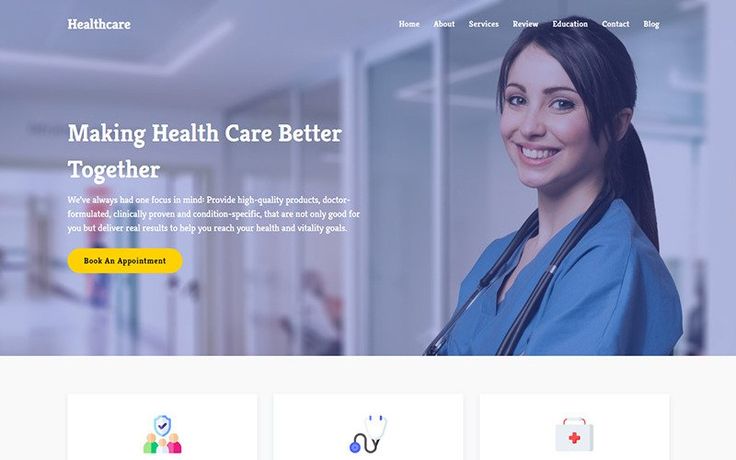 Healthcare
Home About Services Review Education Contact Blog
Making Health Care Better
Together
We've always had one focus in mind: Provide high-quality products, doctor-
formulated, clinically proven and condition-specific, that are not only good for
you but deliver real results to help you reach your health and vitality goals.
Book An Appointment